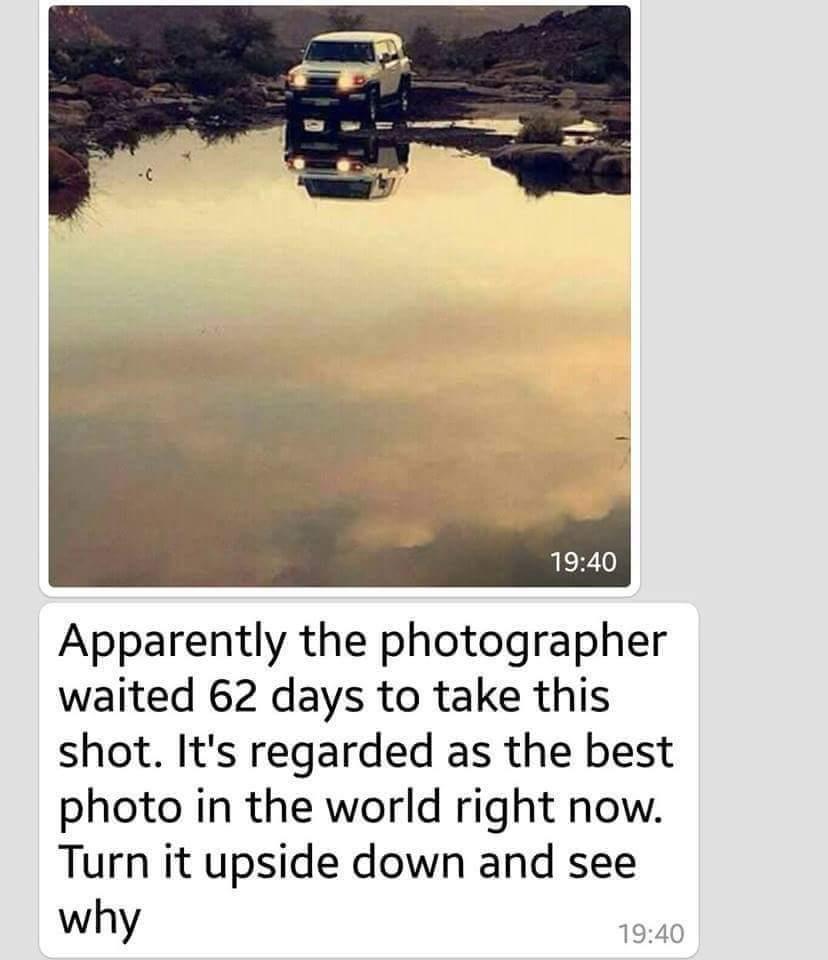 19:40
Apparently the photographer
waited 62 days to take this
shot. It's regarded as the best
photo in the world right now.
Turn it upside down and see
why
19:40